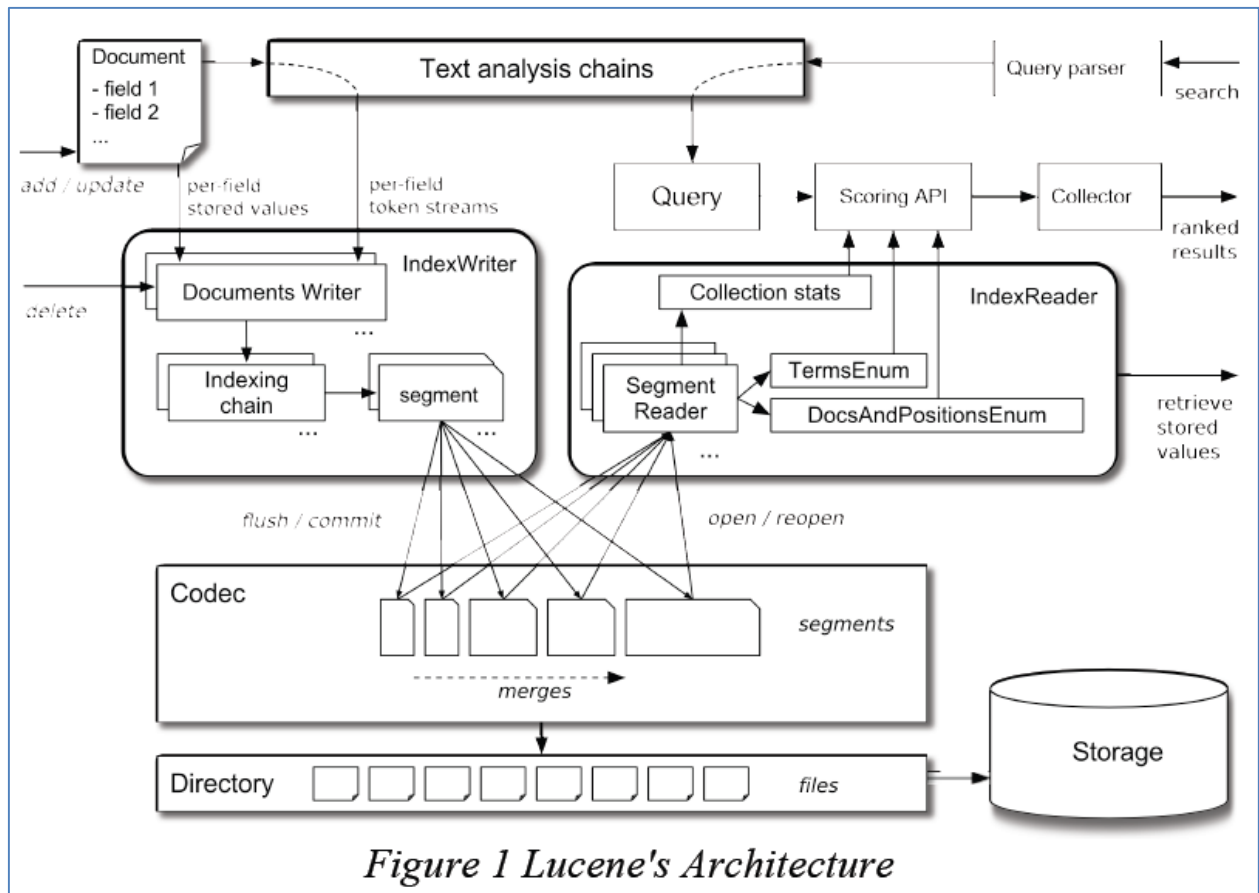 Document
- field 1
- field 2
...
Text analysis chains
Query parser
search
add / update
per-field
stored values
per-field
token streams
Query
Scoring API
Collector
ranked
results
IndexWriter
Documents Writer
...
delete
Indexing
chain
...
segment
...
IndexReader
Collection stats
Segment
Reader
...
TermsEnum
DocsAndPositionsEnum
retrieve
stored
values
flush / commit
open / reopen
Codec
segments
merges
Directory
files
Storage
Figure 1 Lucene's Architecture